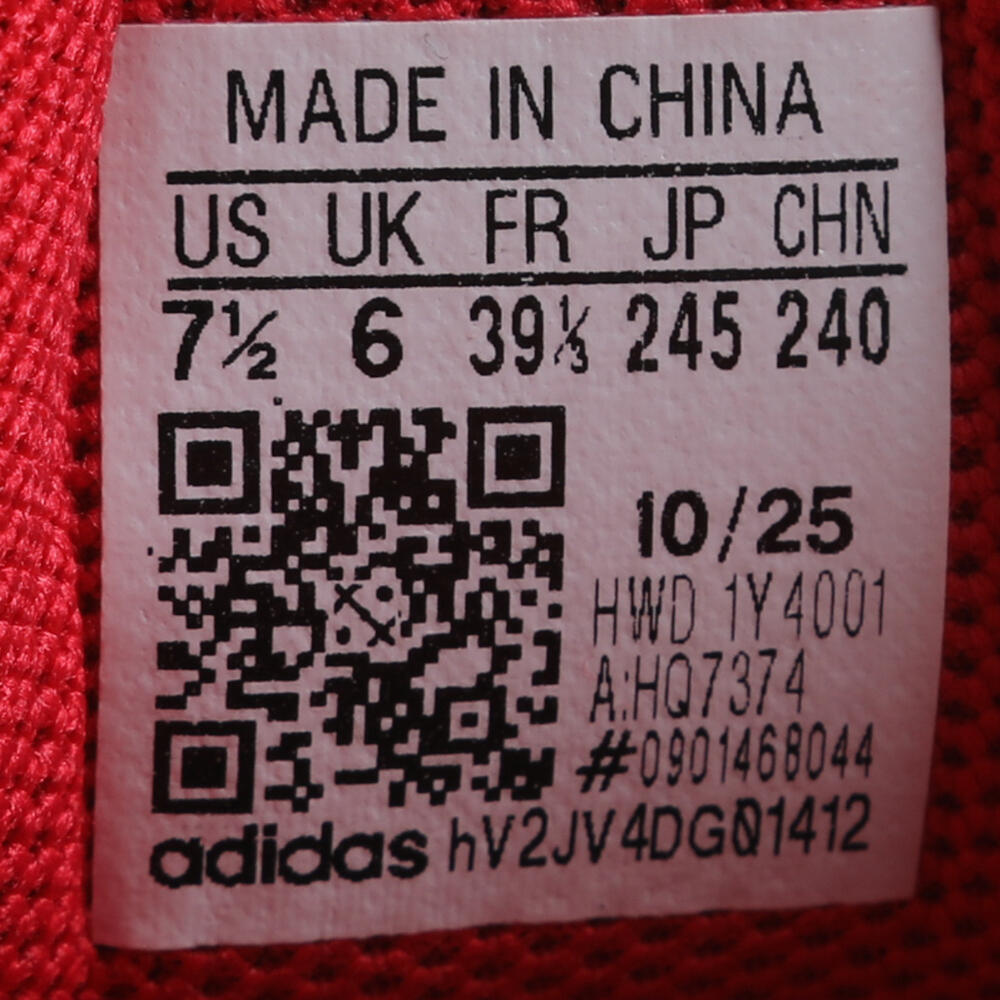 MADE IN CHINA
US UK FR JP CHN
7½ 6 39⅓ 245 240
10/25
HWD 1Y4001
A:HQ7374
#0901468044
adidas hV2JV4DG01412